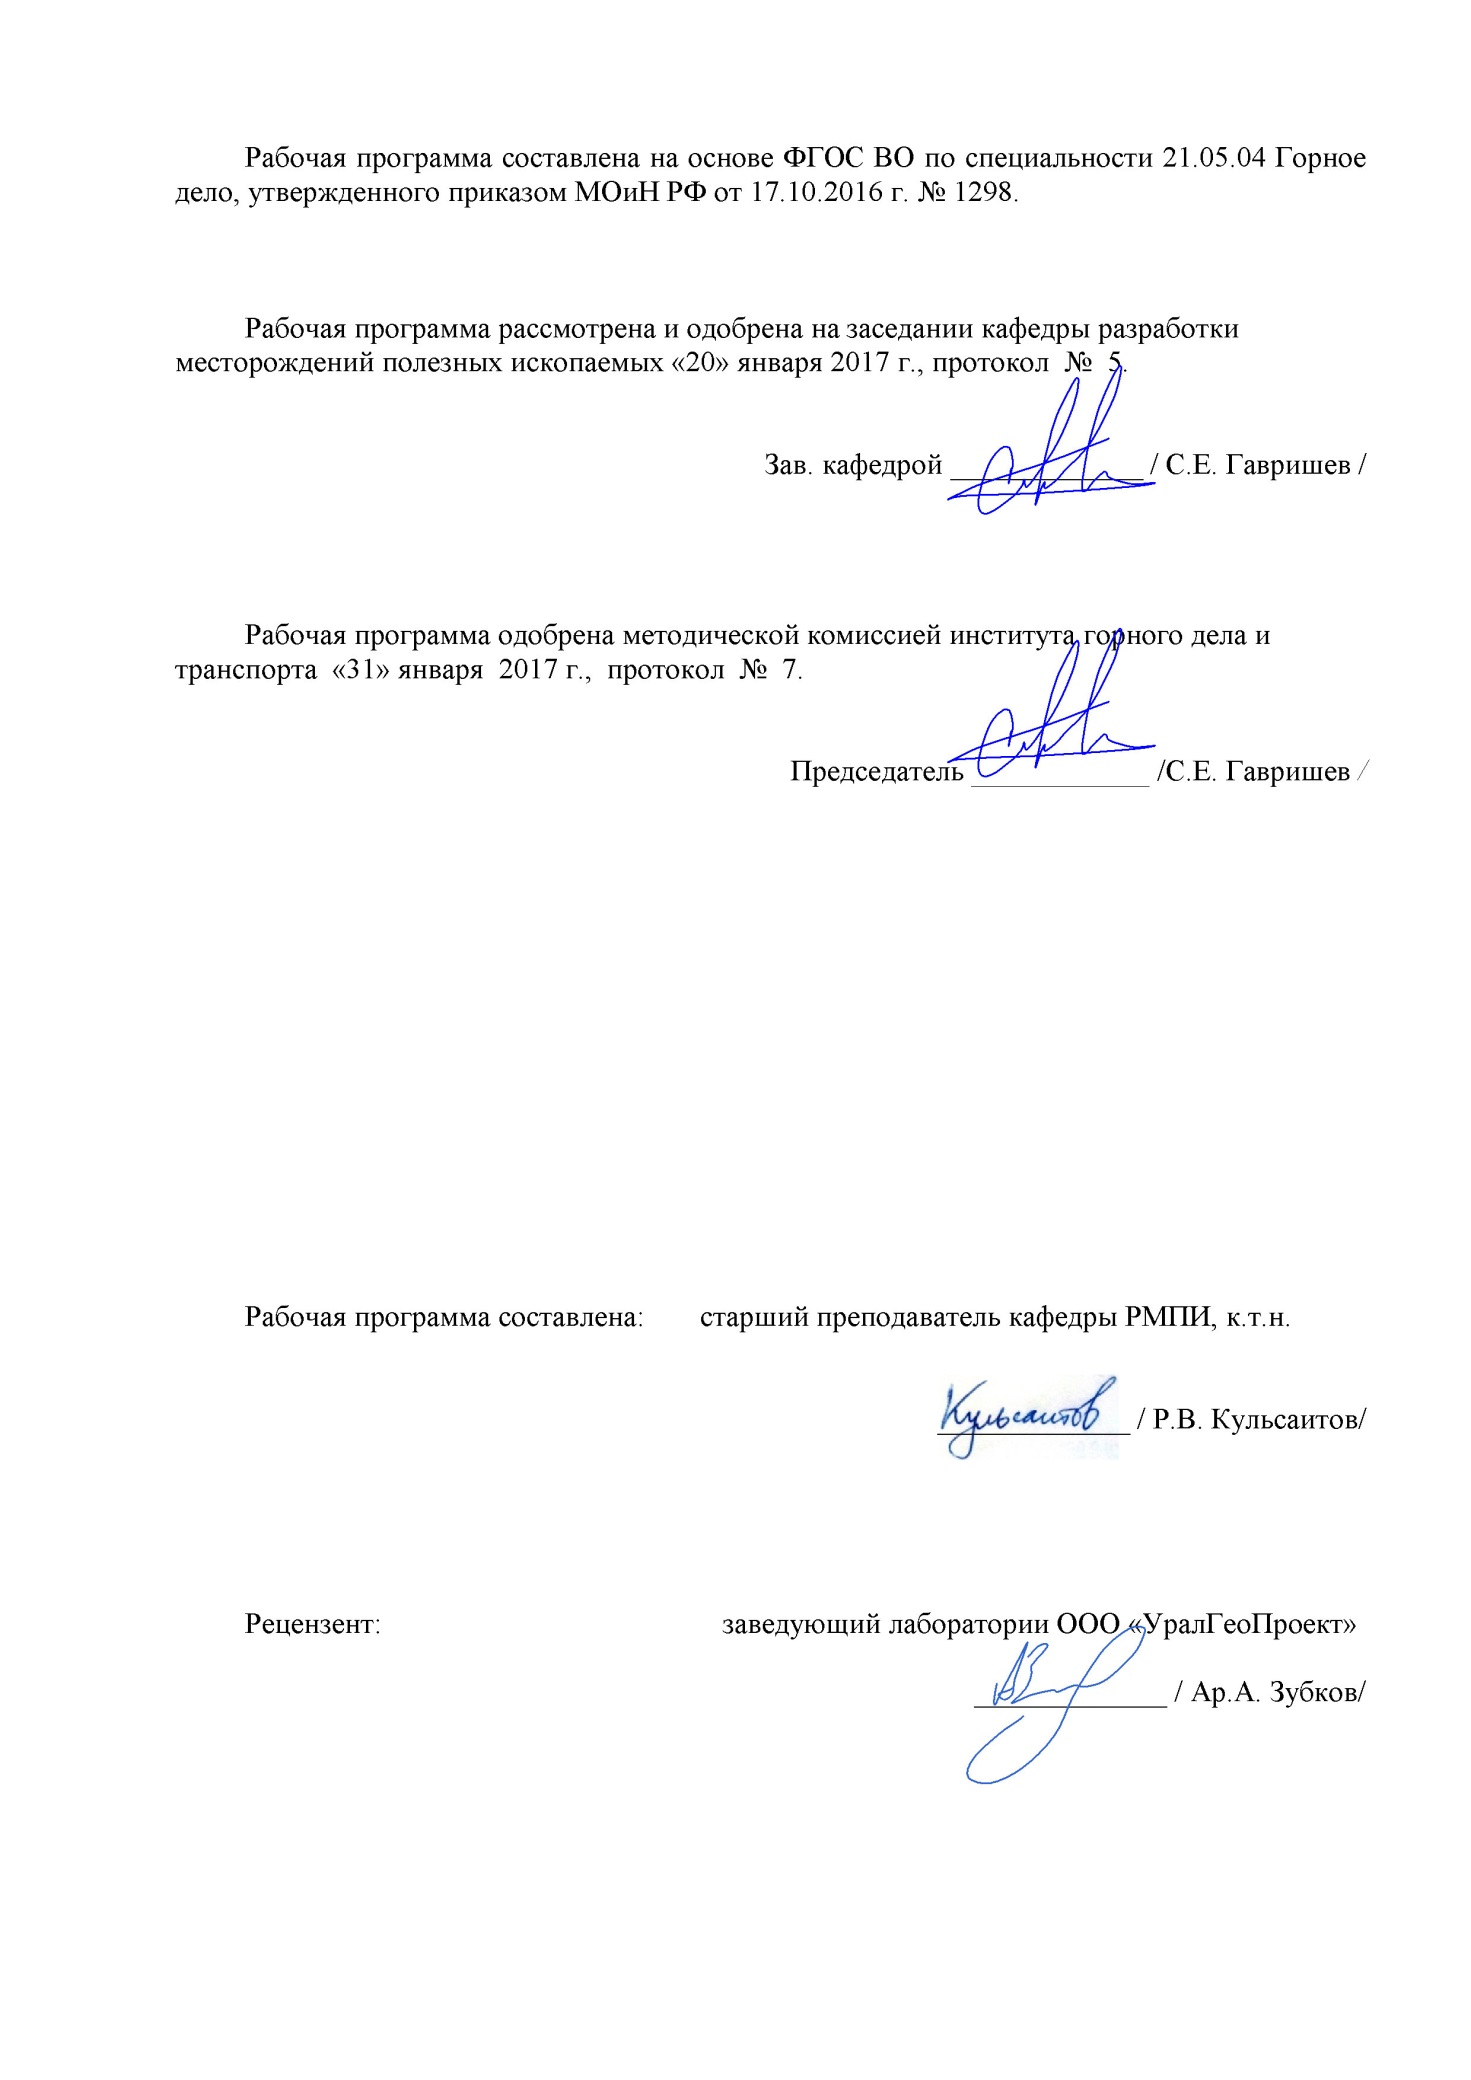 Рабочая программа составлена на основе ФГОС ВО по специальности 21.05.04 Горное
дело, утвержденного приказом МОиН РФ от 17.10.2016 г. № 1298.
Рабочая программа рассмотрена и одобрена на заседании кафедры разработки
месторождений полезных ископаемых «20» января 2017 г., протокол № 5.
Зав. кафедрой ______________ / С.Е. Гавришев /
Рабочая программа одобрена методической комиссией института горного дела и
транспорта «31» января 2017 г., протокол № 7.
Председатель _____________ /С.Е. Гавришев /
Рабочая программа составлена: старший преподаватель кафедры РМПИ, к.т.н.
Кульсаитов / Р.В. Кульсаитов/
Рецензент: заведующий лаборатории ООО «УралГеоПроект»
______________ / Ар.А. Зубков/